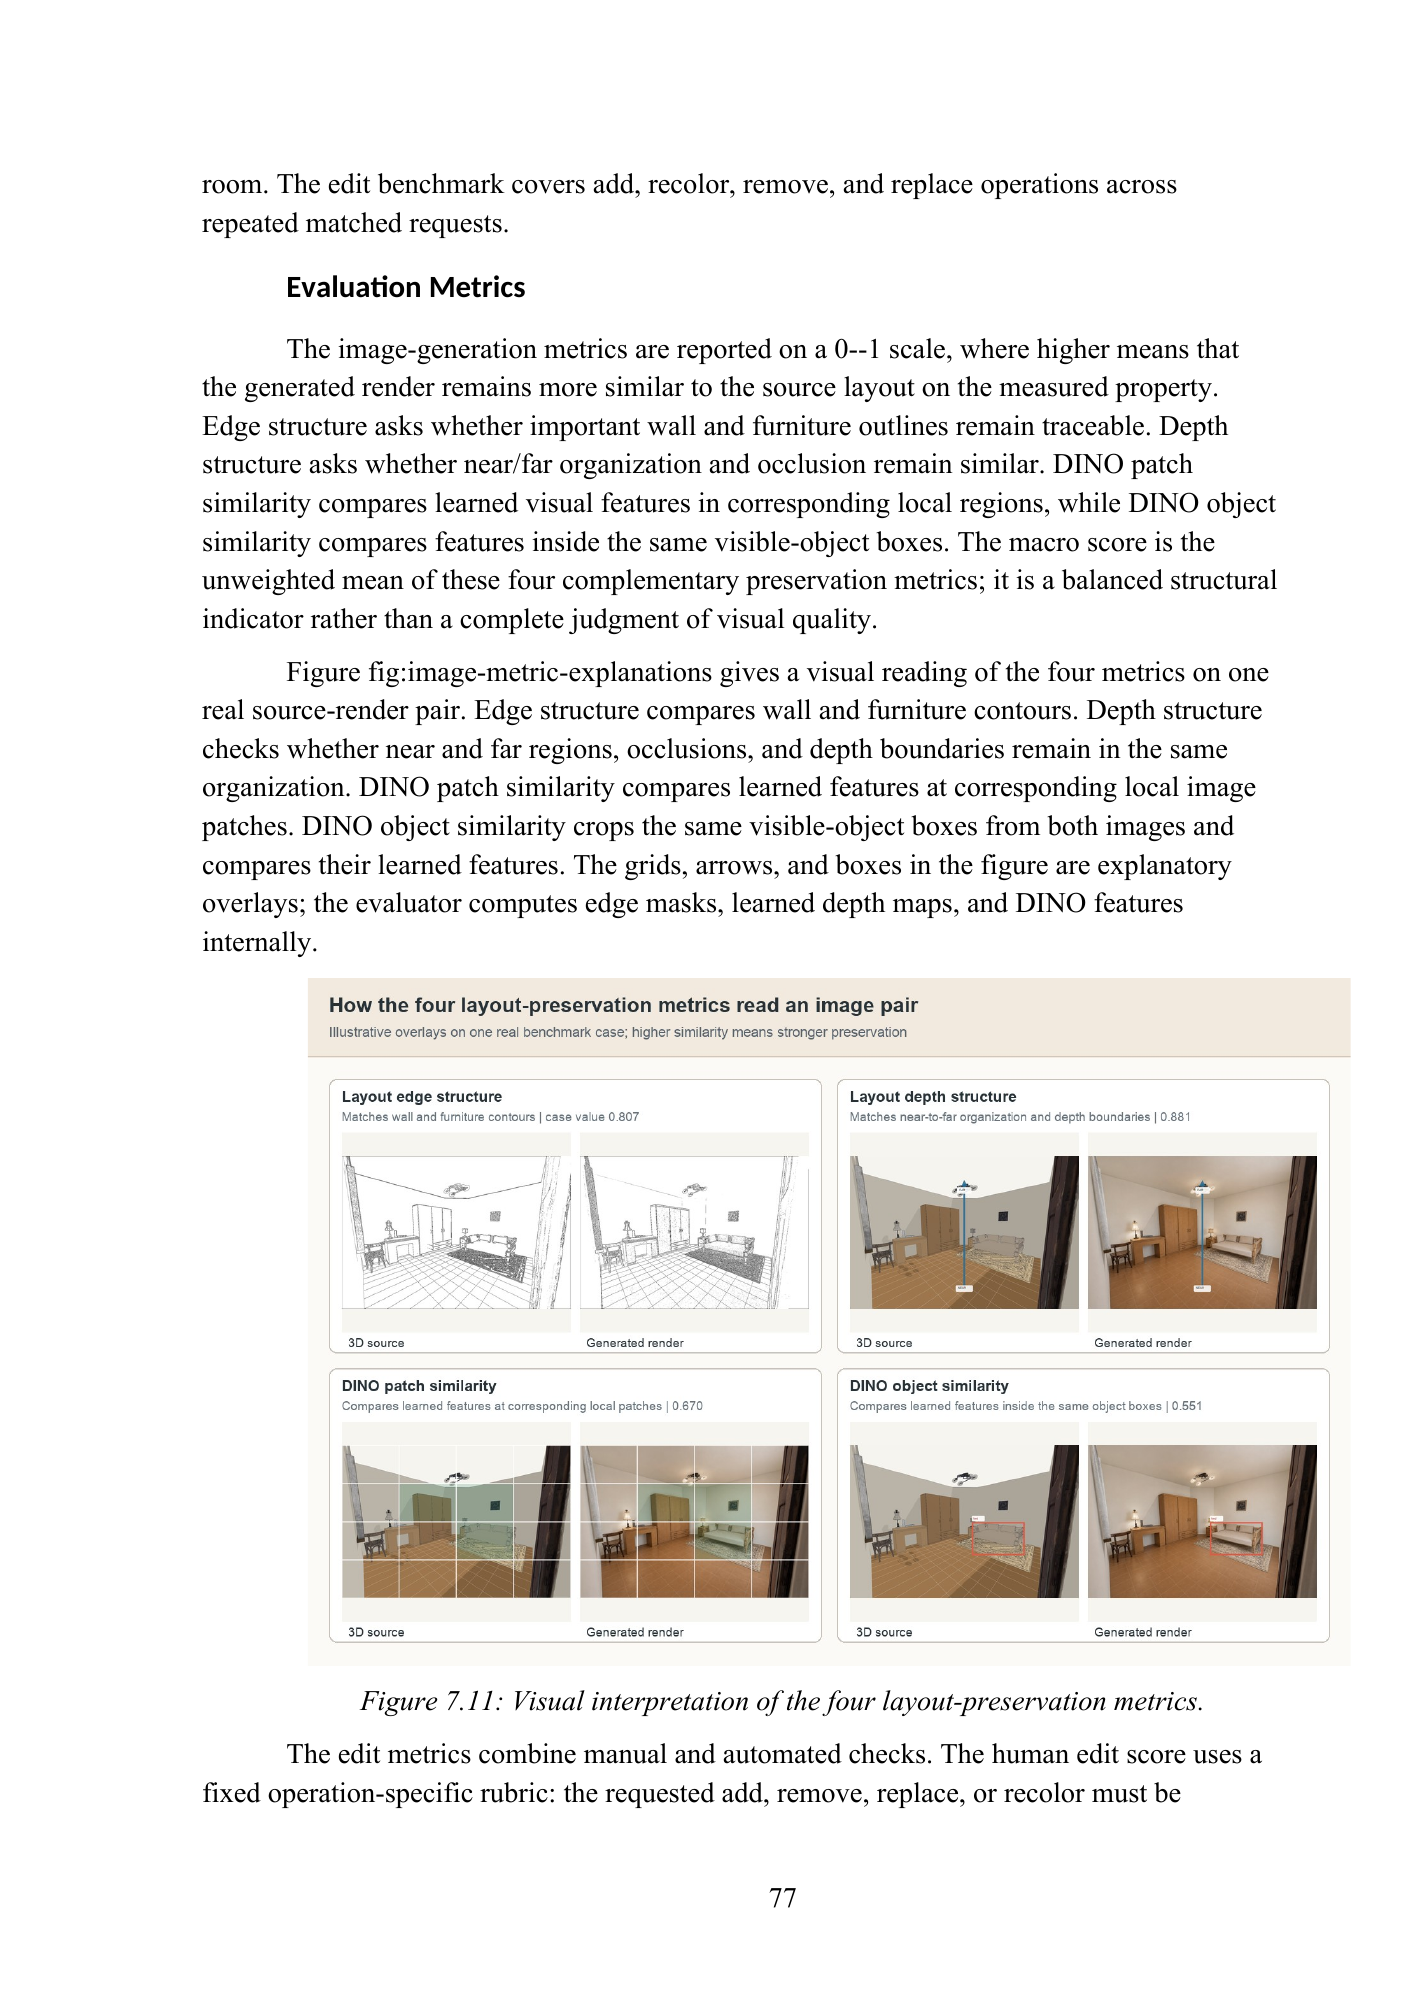 room. The edit benchmark covers add, recolor, remove, and replace operations across
repeated matched requests.
Evaluation Metrics
The image-generation metrics are reported on a 0--1 scale, where higher means that
the generated render remains more similar to the source layout on the measured property.
Edge structure asks whether important wall and furniture outlines remain traceable. Depth
structure asks whether near/far organization and occlusion remain similar. DINO patch
similarity compares learned visual features in corresponding local regions, while DINO object
similarity compares features inside the same visible-object boxes. The macro score is the
unweighted mean of these four complementary preservation metrics; it is a balanced structural
indicator rather than a complete judgment of visual quality.
Figure fig:image-metric-explanations gives a visual reading of the four metrics on one
real source-render pair. Edge structure compares wall and furniture contours. Depth structure
checks whether near and far regions, occlusions, and depth boundaries remain in the same
organization. DINO patch similarity compares learned features at corresponding local image
patches. DINO object similarity crops the same visible-object boxes from both images and
compares their learned features. The grids, arrows, and boxes in the figure are explanatory
overlays; the evaluator computes edge masks, learned depth maps, and DINO features
internally.
How the four layout-preservation metrics read an image pair
Illustrative overlays on one real benchmark case; higher similarity means stronger preservation
Layout edge structure
Matches wall and furniture contours | case value 0.807
3D source
Generated render
Layout depth structure
Matches near-to-far organization and depth boundaries | 0.881
3D source
Generated render
DINO patch similarity
Compares learned features at corresponding local patches | 0.670
3D source
Generated render
DINO object similarity
Compares learned features inside the same object boxes | 0.551
3D source
Generated render
Figure 7.11: Visual interpretation of the four layout-preservation metrics.
The edit metrics combine manual and automated checks. The human edit score uses a
fixed operation-specific rubric: the requested add, remove, replace, or recolor must be
77